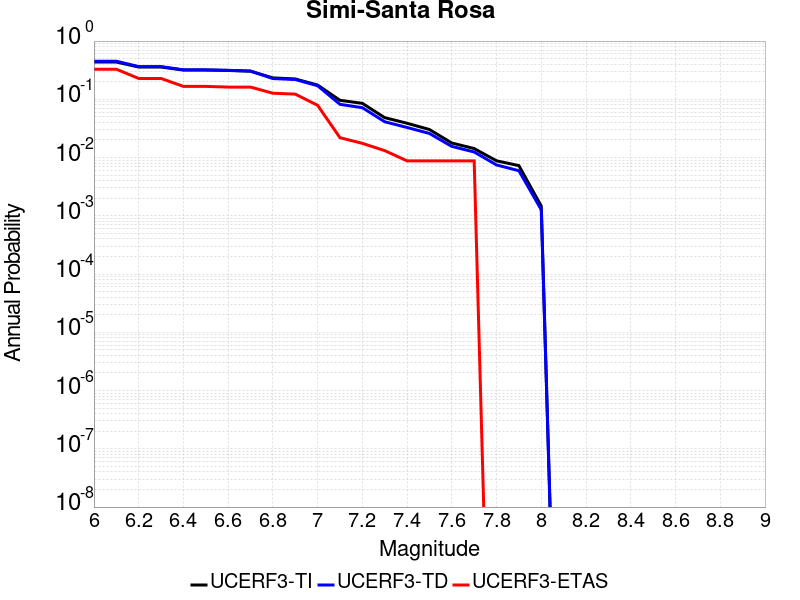 Simi-Santa Rosa
10^0
10^-1
10^-2
10^-3
10^-4
10^-5
10^-6
10^-7
10^-8
Annual Probability
6 6.2 6.4 6.6 6.8 7 7.2 7.4 7.6 7.8 8 8.2 8.4 8.6 8.8 9
Magnitude
UCERF3-TI UCERF3-TD UCERF3-ETAS